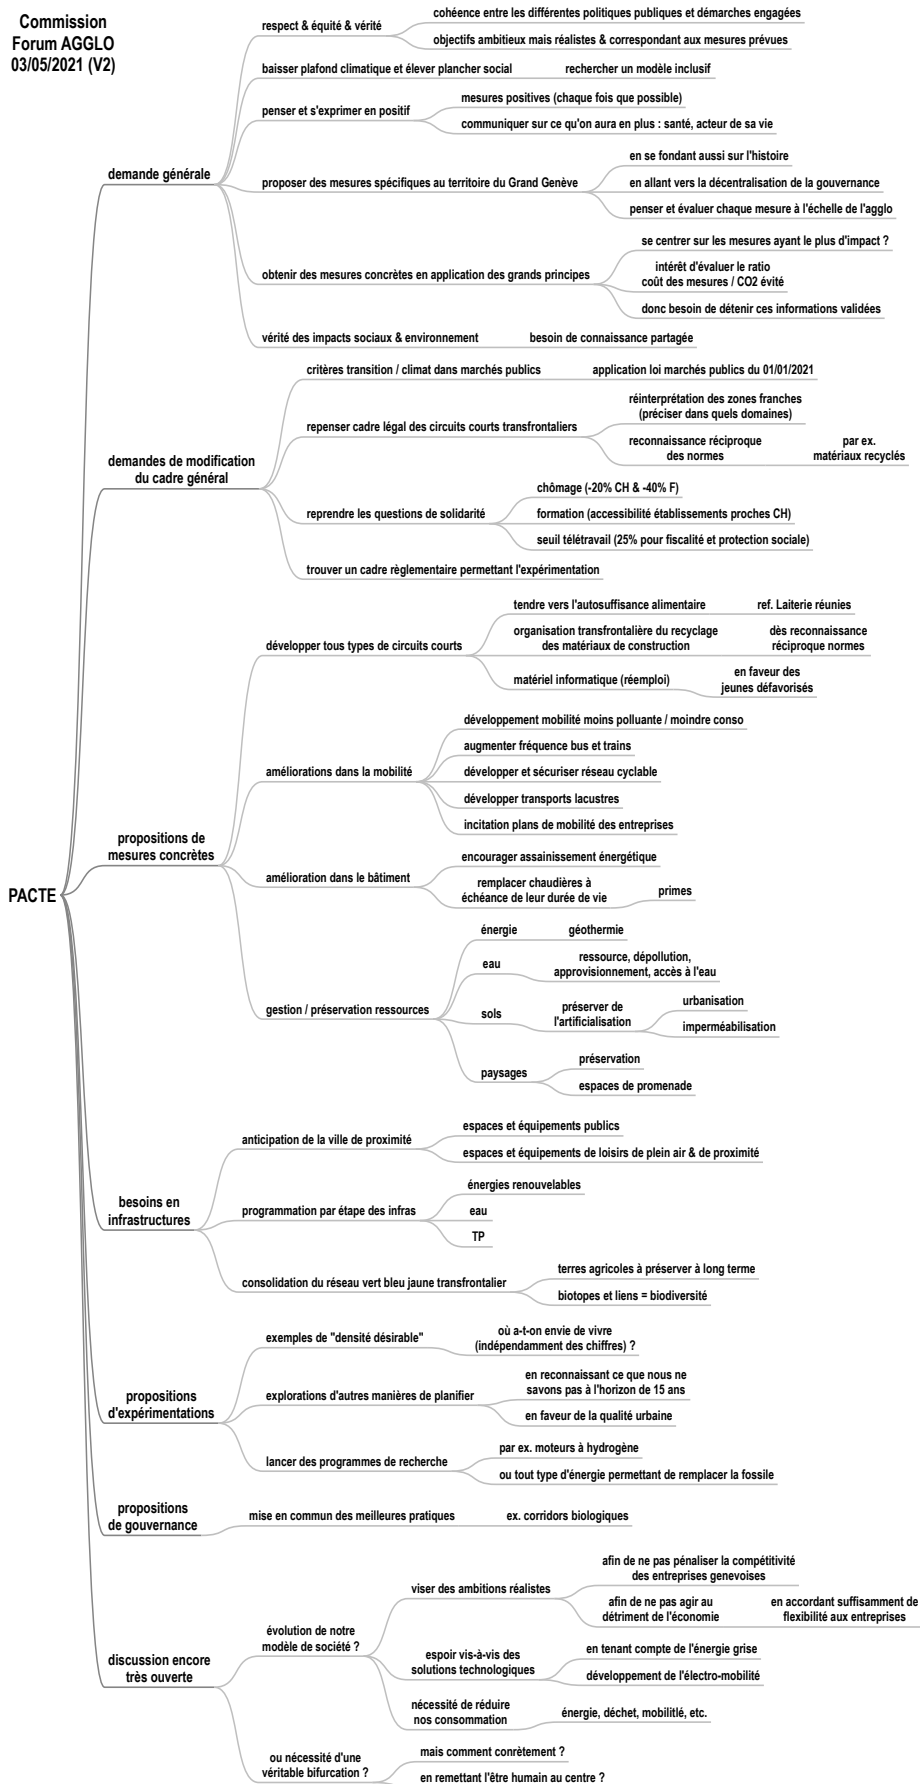 Commission
Forum AGGLO
03/05/2021 (V2)
PACTE
demande générale
respect & équité & vérité
cohéence entre les différentes politiques publiques et démarches engagées
objectifs ambitieux mais réalistes & correspondant aux mesures prévues
baisser plafond climatique et élever plancher social
rechercher un modèle inclusif
penser et s'exprimer en positif
mesures positives (chaque fois que possible)
communiquer sur ce qu'on aura en plus : santé, acteur de sa vie
proposer des mesures spécifiques au territoire du Grand Genève
en se fondant aussi sur l'histoire
en allant vers la décentralisation de la gouvernance
penser et évaluer chaque mesure à l'échelle de l'agglo
obtenir des mesures concrètes en application des grands principes
se centrer sur les mesures ayant le plus d'impact ?
intérêt d'évaluer le ratio
coût des mesures / CO2 évité
donc besoin de détenir ces informations validées
vérité des impacts sociaux & environnement
besoin de connaissance partagée
demandes de modification
du cadre général
critères transition / climat dans marchés publics
application loi marchés publics du 01/01/2021
repenser cadre légal des circuits courts transfrontaliers
réinterprétation des zones franches
(préciser dans quels domaines)
reconnaissance réciproque
des normes
par ex.
matériaux recyclés
reprendre les questions de solidarité
chômage (-20% CH & -40% F)
formation (accessibilité établissements proches CH)
seuil télétravail (25% pour fiscalité et protection sociale)
trouver un cadre règlementaire permettant l'expérimentation
propositions de
mesures concrètes
développer tous types de circuits courts
tendre vers l'autosuffisance alimentaire
ref. Laiterie réunies
organisation transfrontalière du recyclage
des matériaux de construction
dès reconnaissance
réciproque normes
matériel informatique (réemploi)
en faveur des
jeunes défavorisés
améliorations dans la mobilité
développement mobilité moins polluante / moindre conso
augmenter fréquence bus et trains
développer et sécuriser réseau cyclable
développer transports lacustres
incitation plans de mobilité des entreprises
amélioration dans le bâtiment
encourager assainissement énergétique
remplacer chaudières à
échéance de leur durée de vie
primes
gestion / préservation ressources
énergie
géothermie
eau
ressource, dépollution,
approvisionnement, accès à l'eau
sols
préserver de
l'artificialisation
urbanisation
imperméabilisation
paysages
préservation
espaces de promenade
besoins en
infrastructures
anticipation de la ville de proximité
espaces et équipements publics
espaces et équipements de loisirs de plein air & de proximité
programmation par étape des infras
énergies renouvelables
eau
TP
consolidation du réseau vert bleu jaune transfrontalier
terres agricoles à préserver à long terme
biotopes et liens = biodiversité
propositions
d'expérimentations
exemples de "densité désirable"
où a-t-on envie de vivre
(indépendamment des chiffres) ?
explorations d'autres manières de planifier
en reconnaissant ce que nous ne
savons pas à l'horizon de 15 ans
en faveur de la qualité urbaine
lancer des programmes de recherche
par ex. moteurs à hydrogène
ou tout type d'énergie permettant de remplacer la fossile
propositions
de gouvernance
mise en commun des meilleures pratiques
ex. corridors biologiques
discussion encore
très ouverte
évolution de notre
modèle de société ?
viser des ambitions réalistes
afin de ne pas pénaliser la compétitivité
des entreprises genevoises
afin de ne pas agir au
détriment de l'économie
en accordant suffisamment de
flexibilité aux entreprises
espoir vis-à-vis des
solutions technologiques
en tenant compte de l'énergie grise
développement de l'électro-mobilité
nécessité de réduire
nos consommation
énergie, déchet, mobilitlé, etc.
ou nécessité d'une
véritable bifurcation ?
mais comment conrètement ?
en remettant l'être humain au centre ?